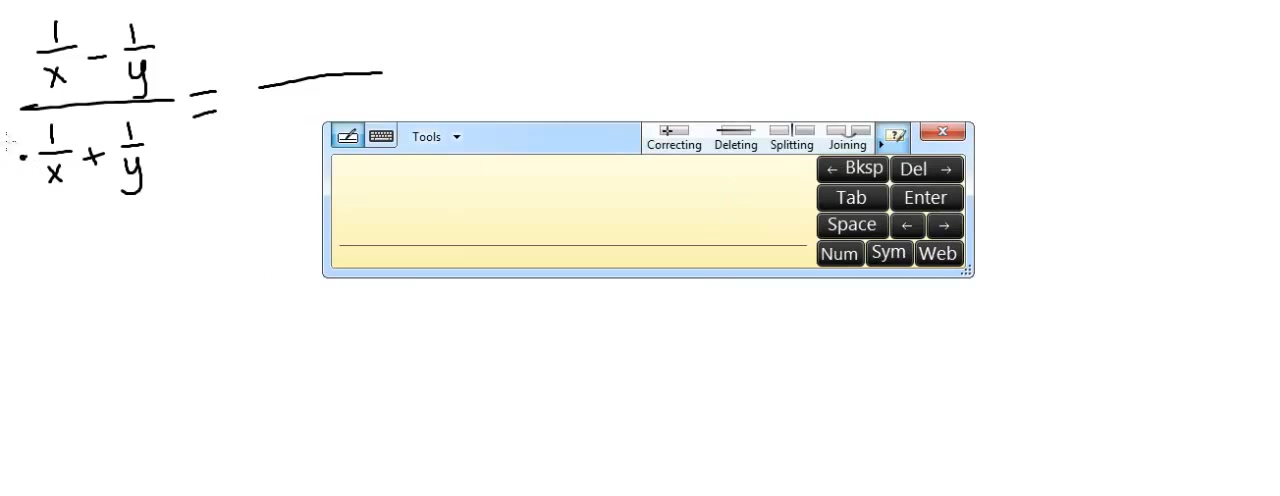 1/x - 1/y
=
1/x + 1/y
Tools
Correcting Deleting Splitting Joining
← Bksp Del →
Tab Enter
Space ← →
Num Sym Web